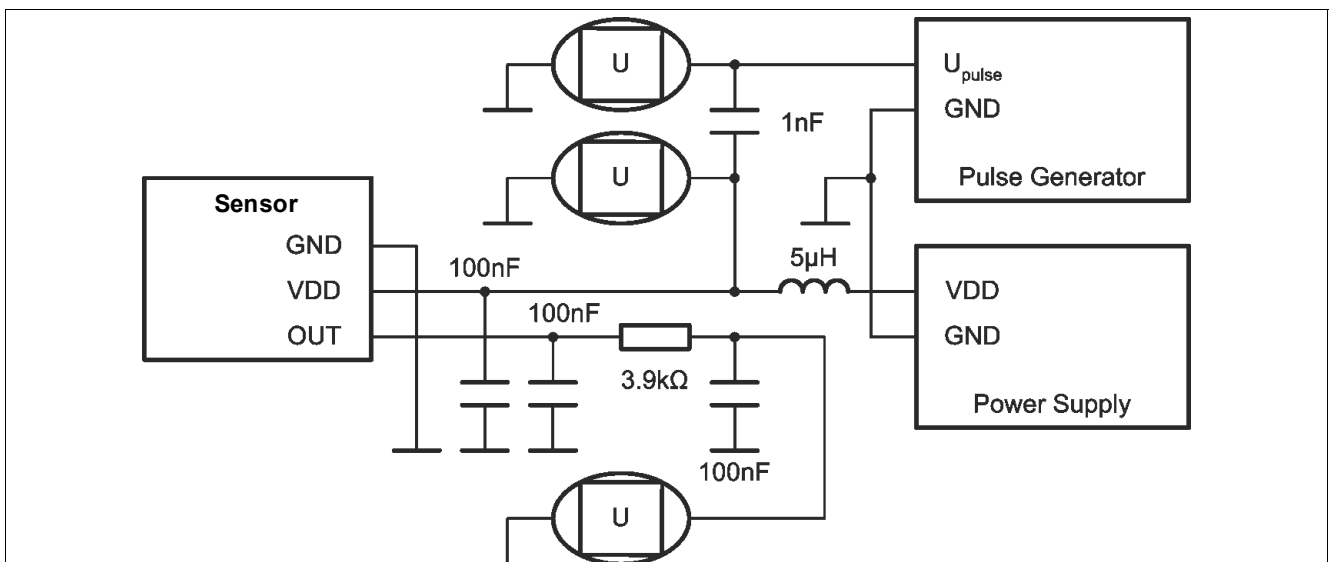 U
U_pulse
GND
1nF
Pulse Generator
U
Sensor
GND
VDD
OUT
100nF
100nF
5µH
VDD
GND
3.9kΩ
Power Supply
100nF
U